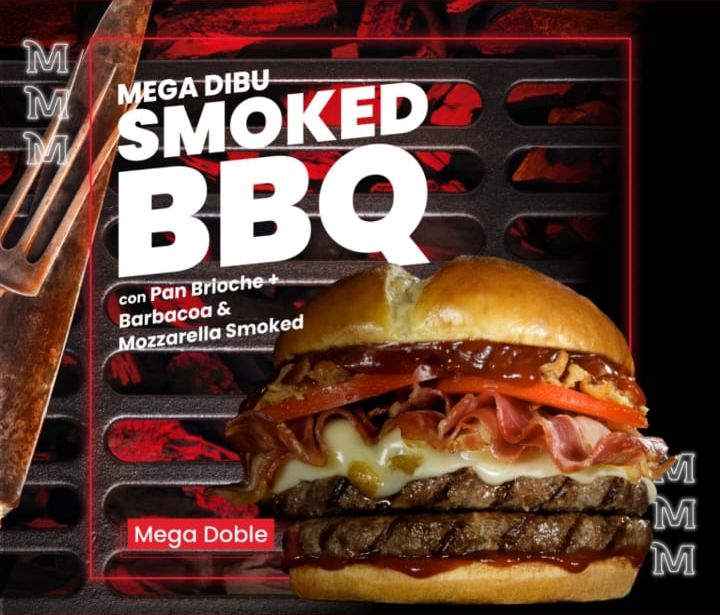 M
M
M
MEGA DIBU
SMOKED
BBQ
con Pan Brioche +
Barbacoa &
Mozzarella Smoked
Mega Doble
M
M
M